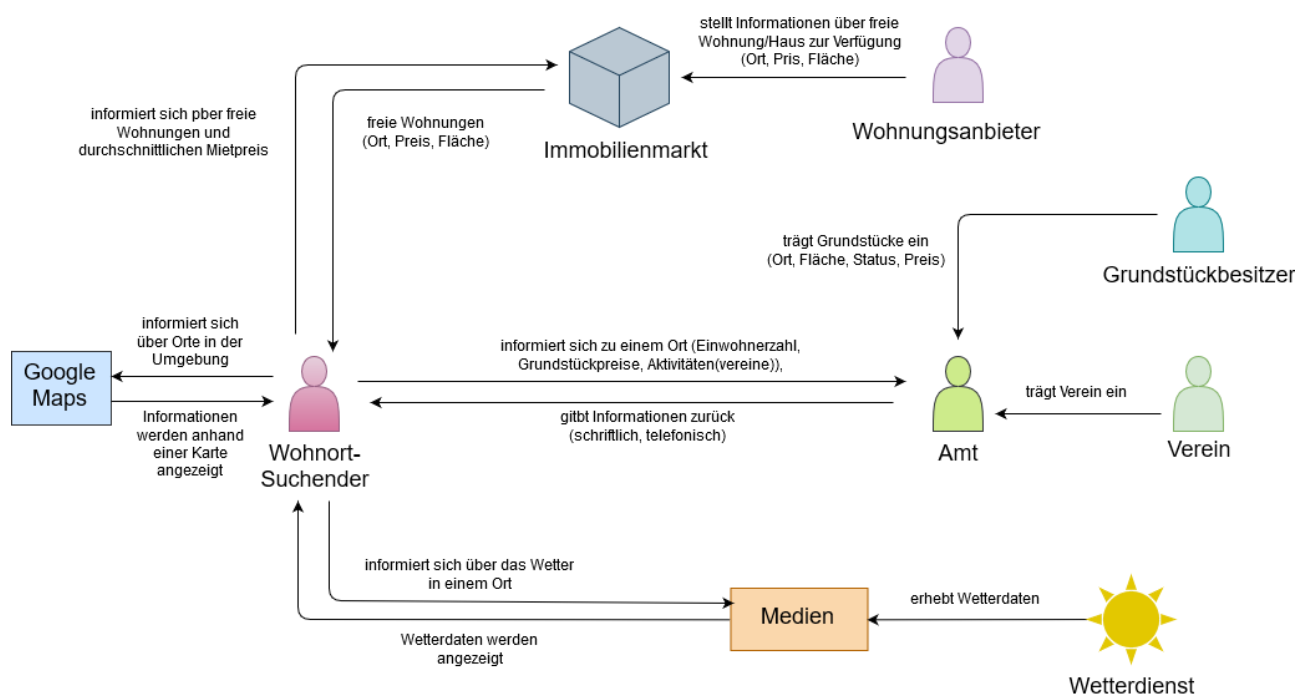 stellt Informationen über freie
Wohnung/Haus zur Verfügung
(Ort, Pris, Fläche)
informiert sich pber freie
Wohnungen und
durchschnittlichen Mietpreis
freie Wohnungen
(Ort, Preis, Fläche)
Immobilienmarkt
Wohnungsanbieter
trägt Grundstücke ein
(Ort, Fläche, Status, Preis)
Grundstückbesitzer
informiert sich
über Orte in der
Umgebung
Google
Maps
Informationen
werden anhand
einer Karte
angezeigt
Wohnort-
Suchender
informiert sich zu einem Ort (Einwohnerzahl,
Grundstückpreise, Aktivitäten(vereine)),
gitbt Informationen zurück
(schriftlich, telefonisch)
Amt
trägt Verein ein
Verein
informiert sich über das Wetter
in einem Ort
Wetterdaten werden
angezeigt
Medien
erhebt Wetterdaten
Wetterdienst